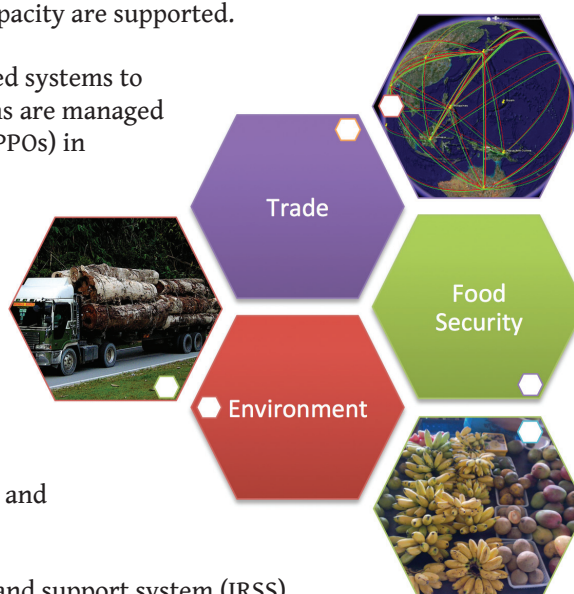 pacity are supported.
ed systems to
ns are managed
PPOs) in
Trade
Food
Security
Environment
and
and support system (IRSS)